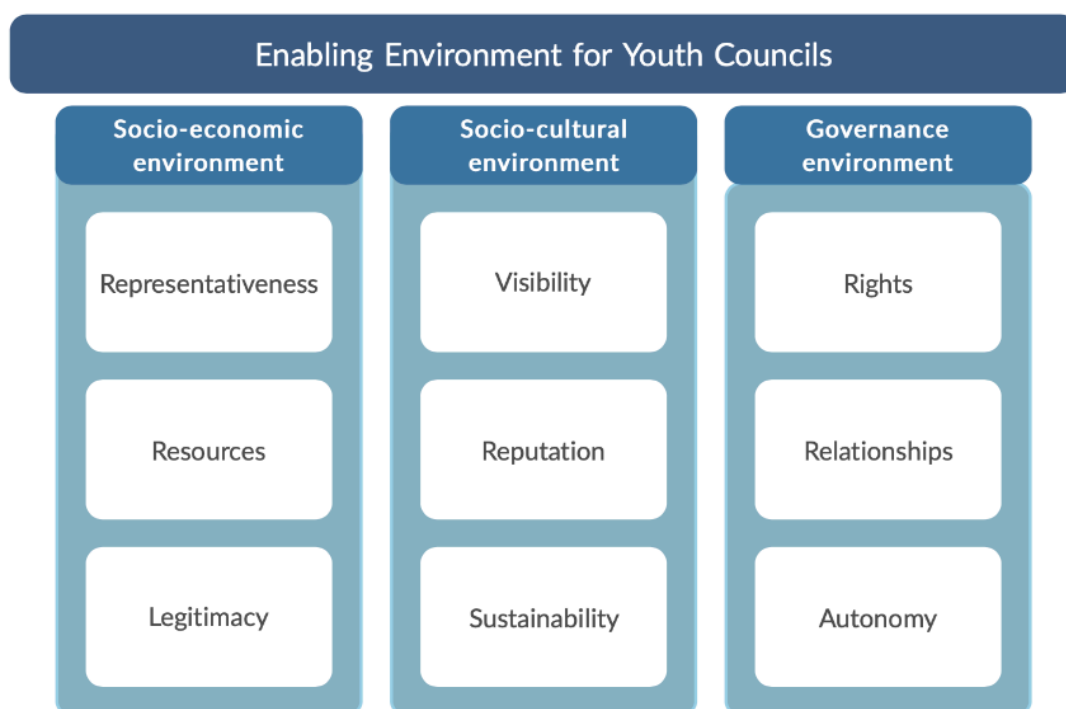 Enabling Environment for Youth Councils
Socio-economic
environment
Representativeness
Resources
Legitimacy
Socio-cultural
environment
Visibility
Reputation
Sustainability
Governance
environment
Rights
Relationships
Autonomy